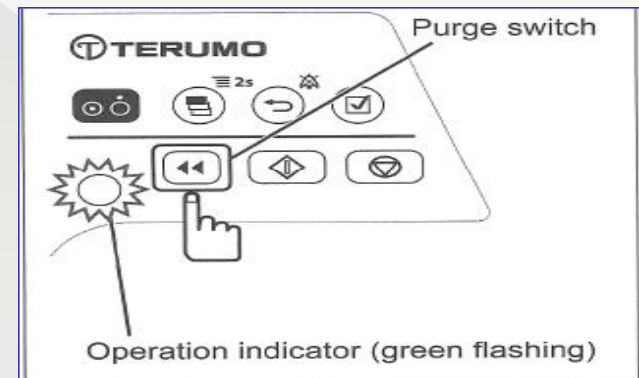 Purge switch
TERUMO
2s
Operation indicator (green flashing)